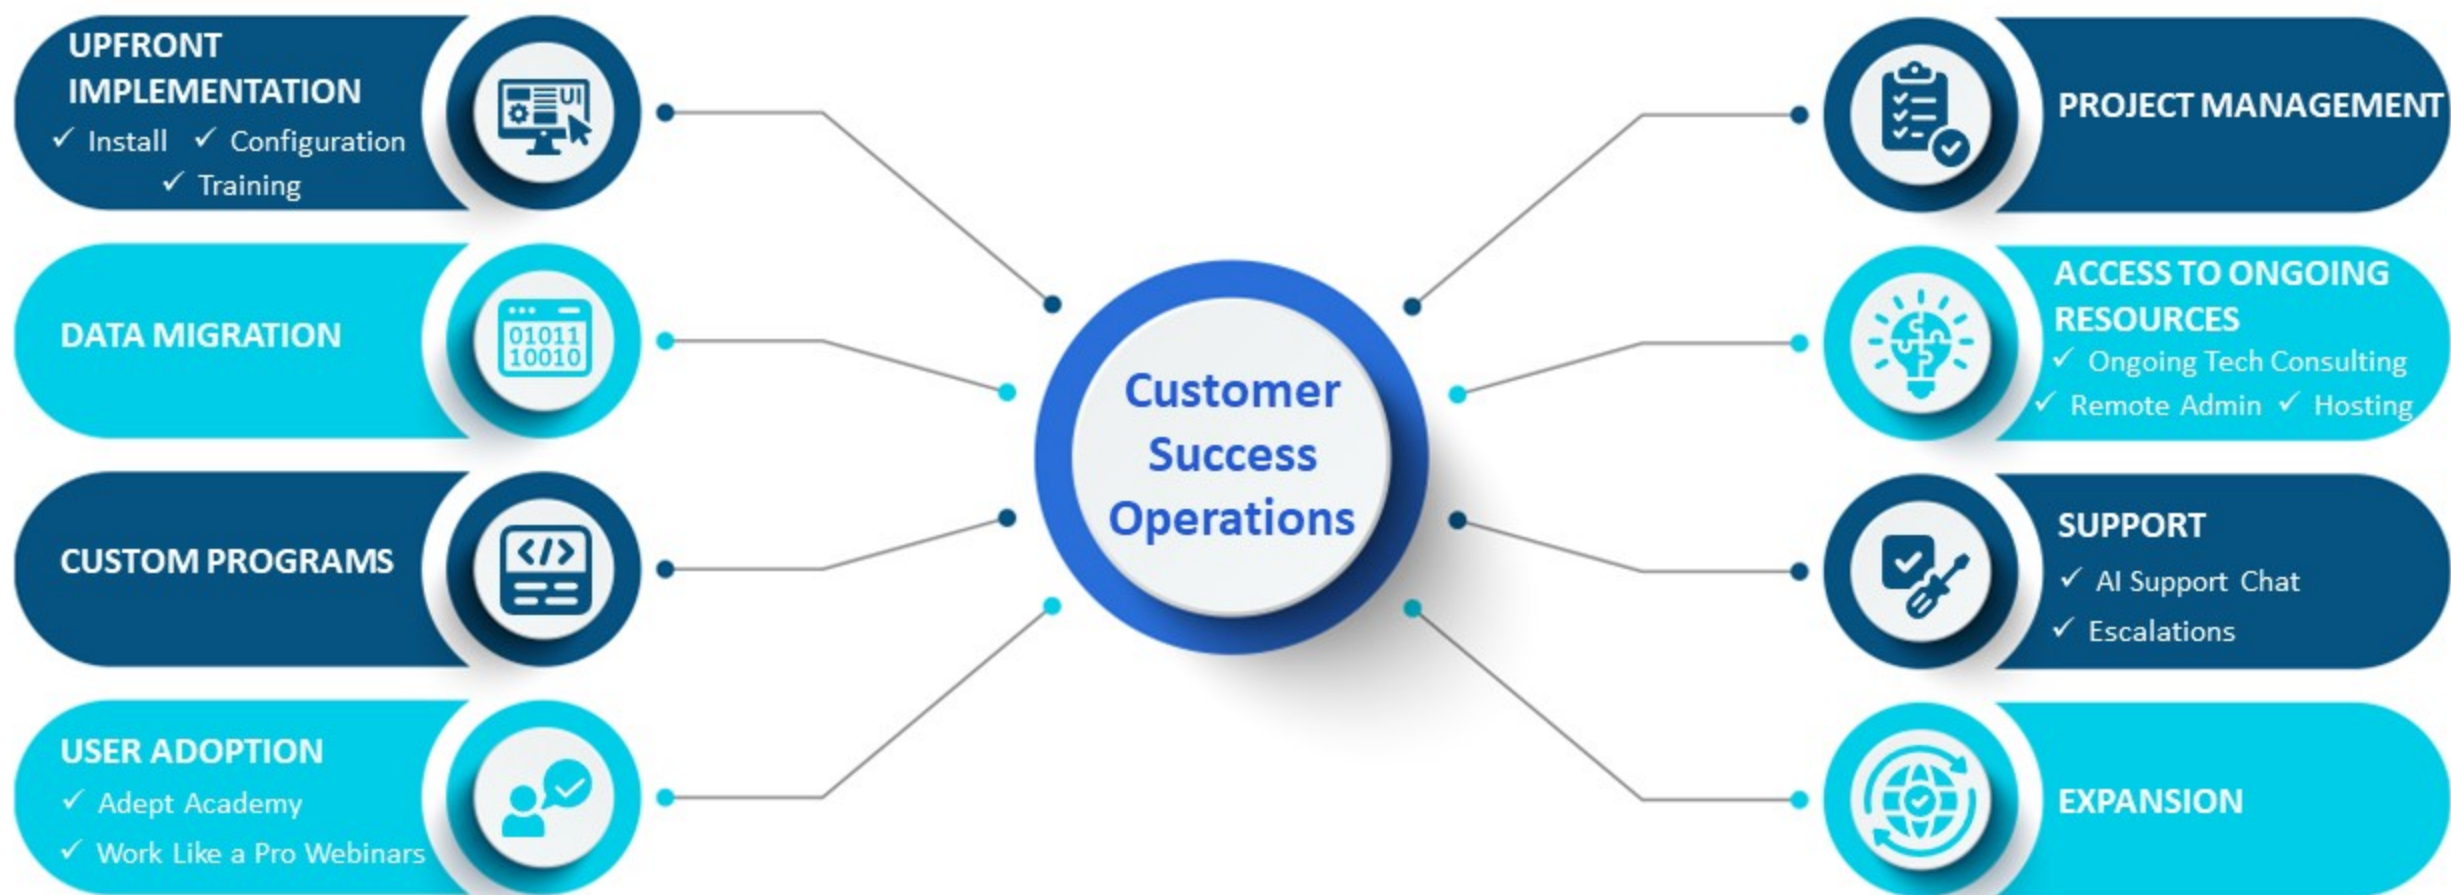 UPFRONT
IMPLEMENTATION
✓ Install ✓ Configuration
✓ Training
UI
DATA MIGRATION
01011
10010
CUSTOM PROGRAMS
</>
USER ADOPTION
✓ Adept Academy
✓ Work Like a Pro Webinars
Customer
Success
Operations
PROJECT MANAGEMENT
ACCESS TO ONGOING
RESOURCES
✓ Ongoing Tech Consulting
✓ Remote Admin ✓ Hosting
SUPPORT
✓ AI Support Chat
✓ Escalations
EXPANSION